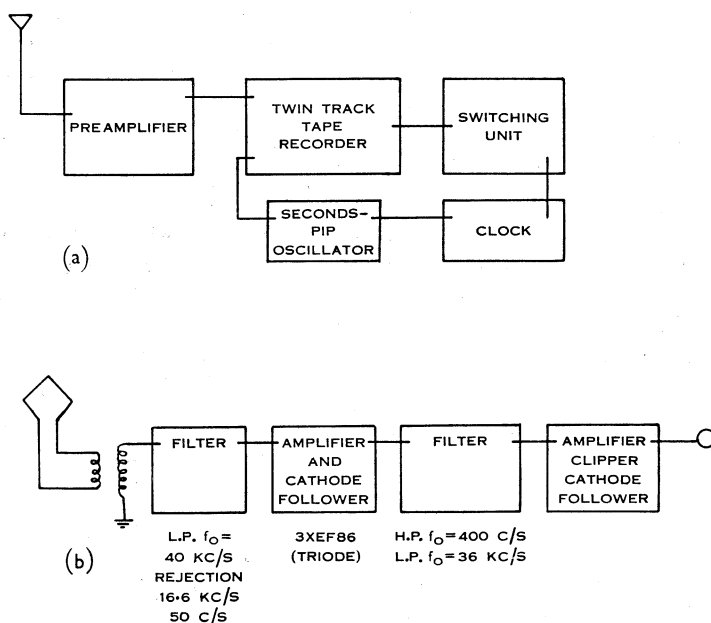 PREAMPLIFIER
TWIN TRACK
TAPE
RECORDER
SWITCHING
UNIT
SECONDS-
PIP
OSCILLATOR
CLOCK
(a)
FILTER
AMPLIFIER
AND
CATHODE
FOLLOWER
FILTER
AMPLIFIER
CLIPPER
CATHODE
FOLLOWER
L.P. fo =
40 KC/S
REJECTION
16·6 KC/S
50 C/S
3XEF86
(TRIODE)
H.P. fo = 400 C/S
L.P. fo = 36 KC/S
(b)